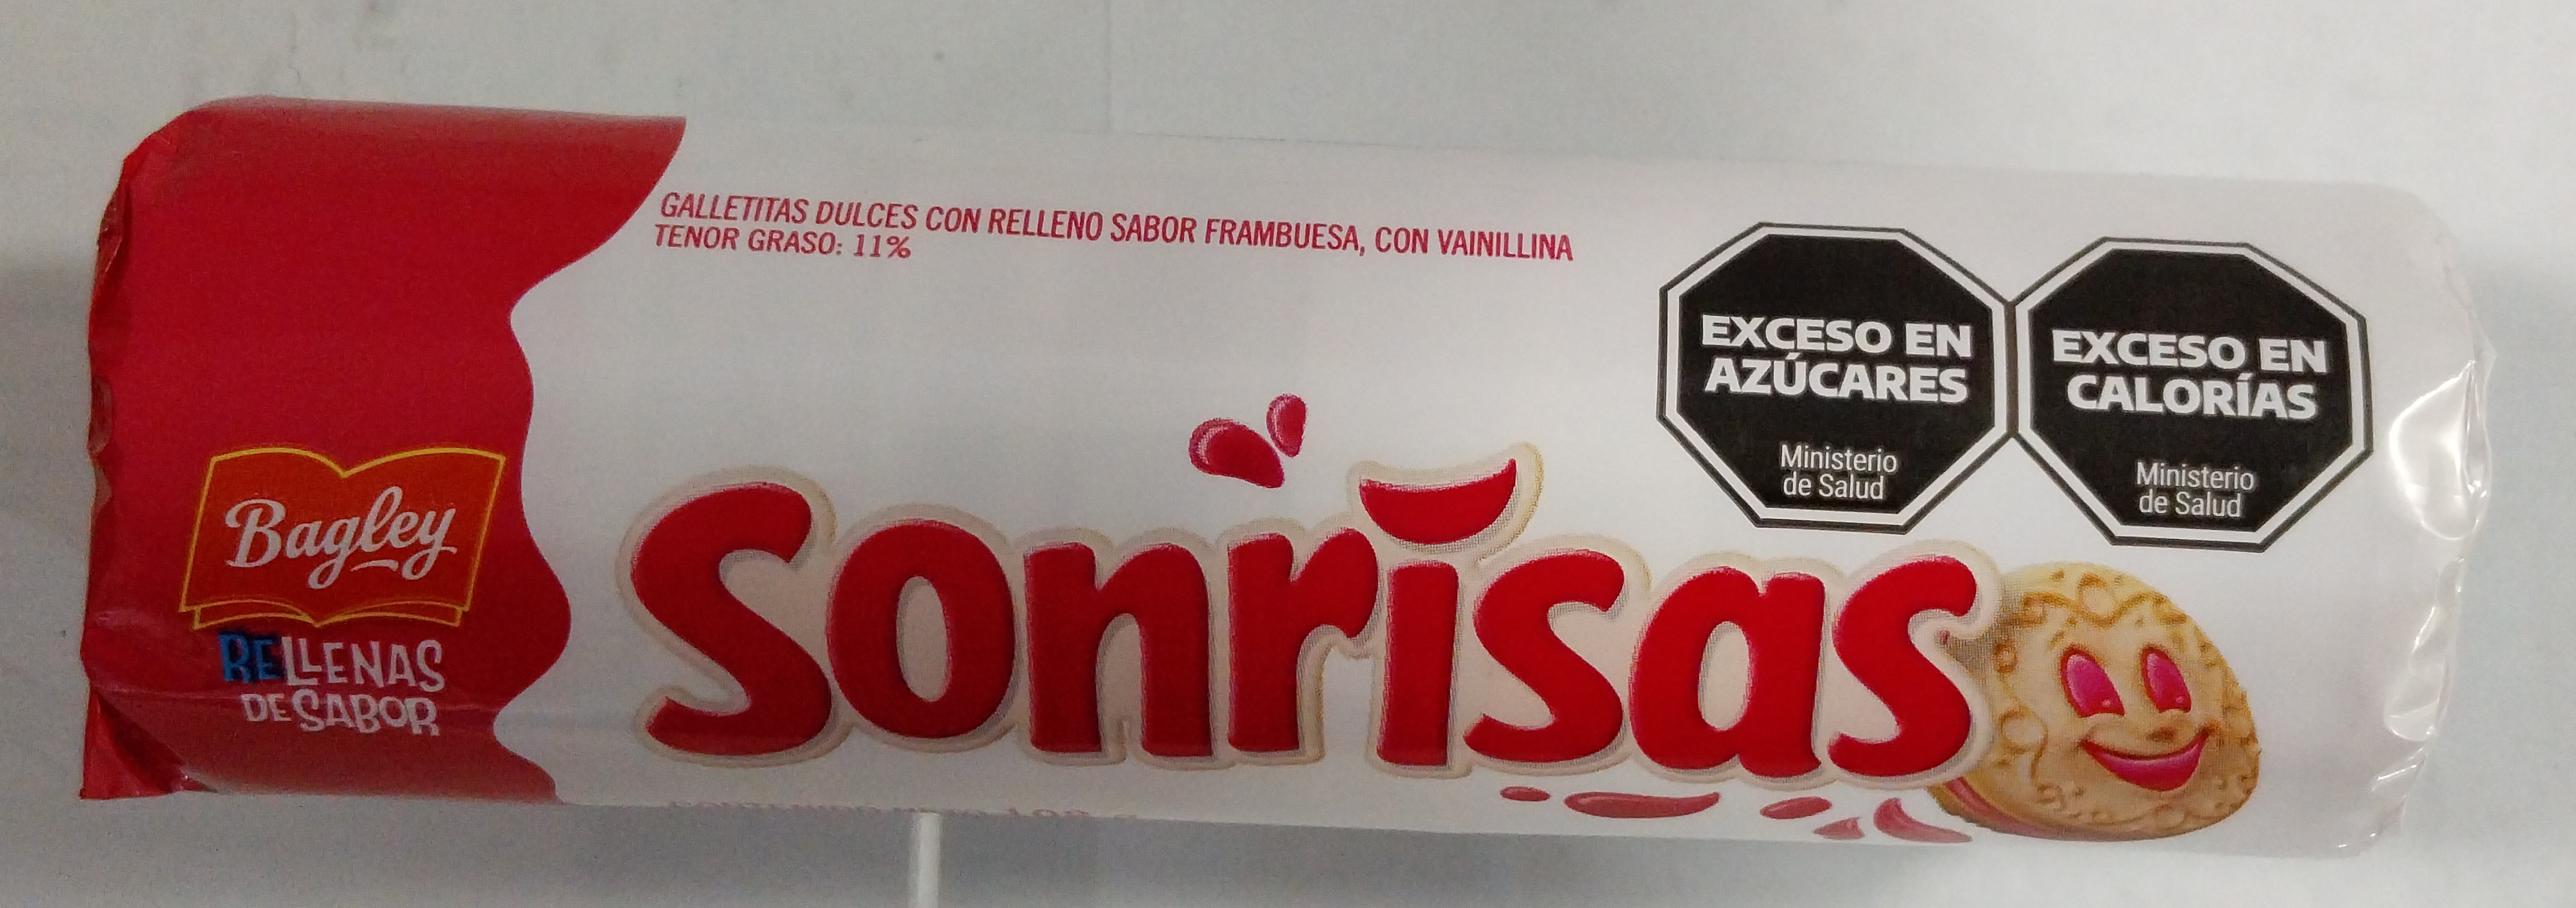 GALLETITAS DULCES CON RELLENO SABOR FRAMBUESA, CON VAINILLINA
TENOR GRASO: 11%
EXCESO EN
AZÚCARES
Ministerio
de Salud
EXCESO EN
CALORÍAS
Ministerio
de Salud
Bagley
RELLENAS
DE SABOR
Sonrisas